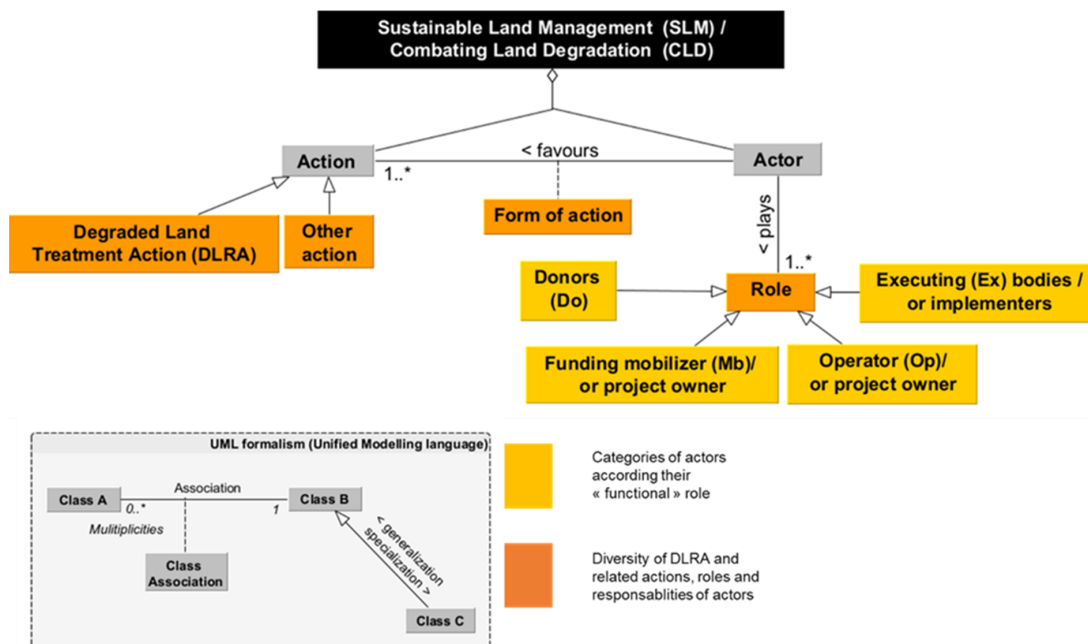 Sustainable Land Management (SLM) /
Combating Land Degradation (CLD)
Action
< favours
Actor
1..*
Degraded Land
Treatment Action (DLRA)
Other
action
Form of action
< plays
1..*
Donors
(Do)
Role
Executing (Ex) bodies /
or implementers
Funding mobilizer (Mb)/
or project owner
Operator (Op)/
or project owner
UML formalism (Unified Modelling language)
Class A
Association
Class B
0..*
1
Mulitiplicities
Class
Association
< generalization
specialization >
Class C
Categories of actors
according their
« functional » role
Diversity of DLRA and
related actions, roles and
responsablities of actors